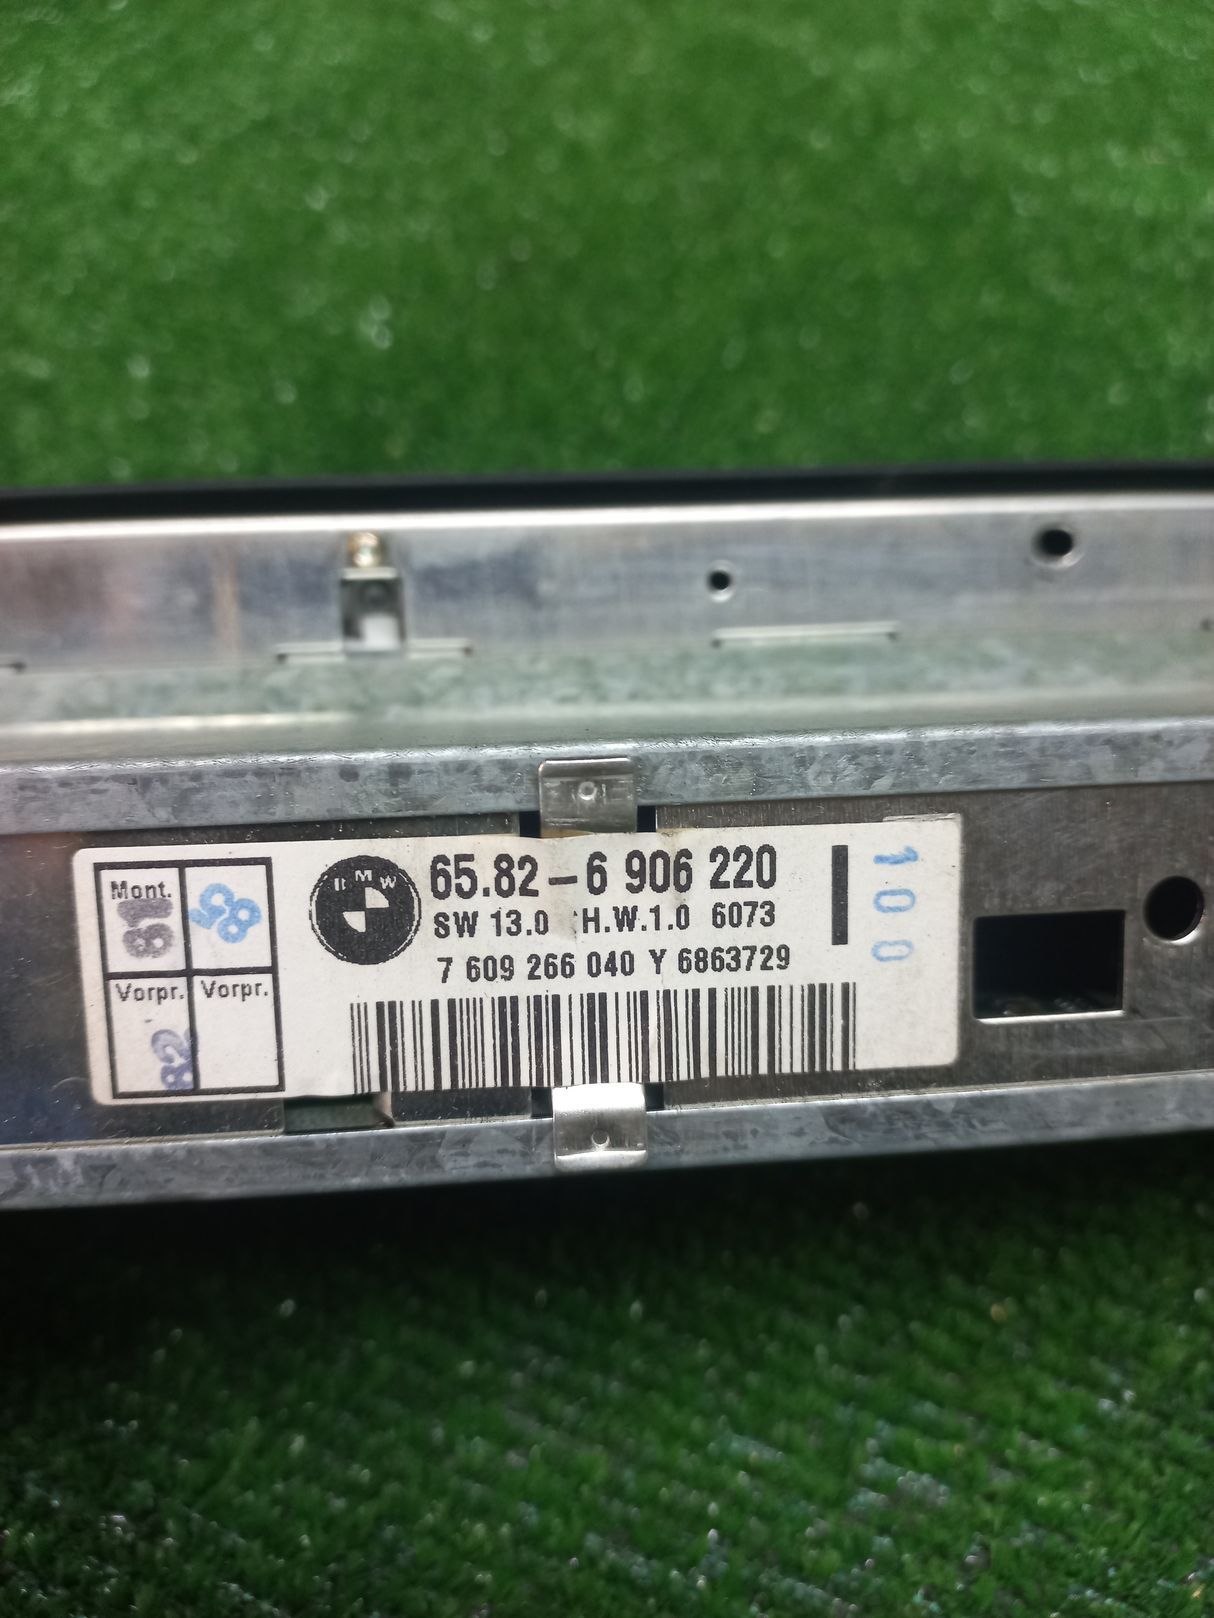 Mont.
Vorpr. Vorpr.
BMW
65.82-6 906 220
SW 13.0 H.W.1.0 6073
7 609 266 040 Y 6863729
100